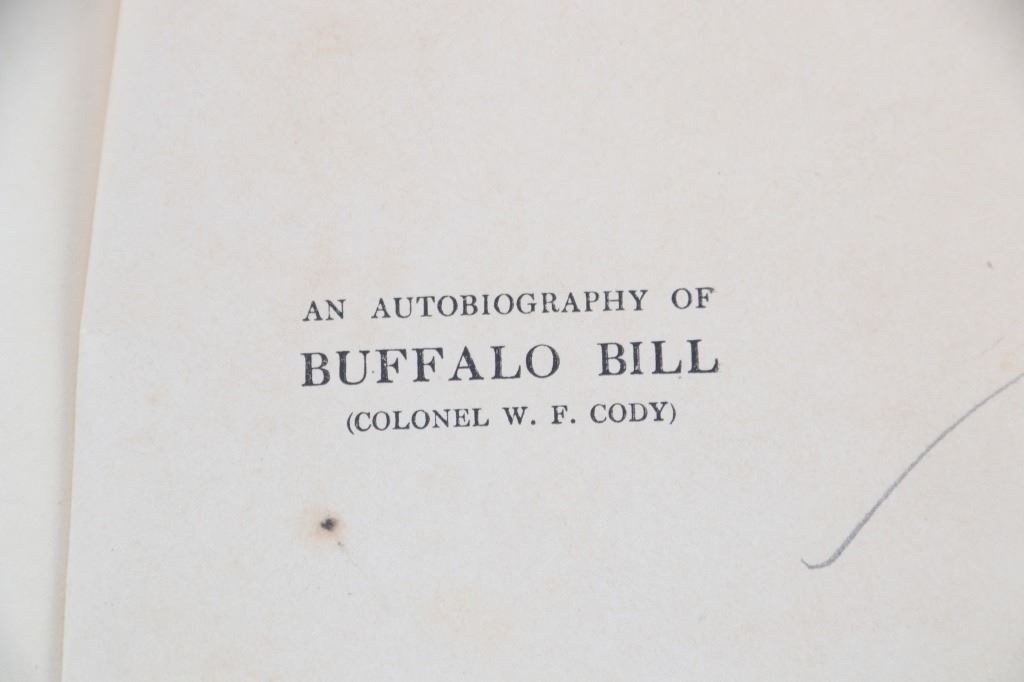 AN AUTOBIOGRAPHY OF
BUFFALO BILL
(COLONEL W. F. CODY)